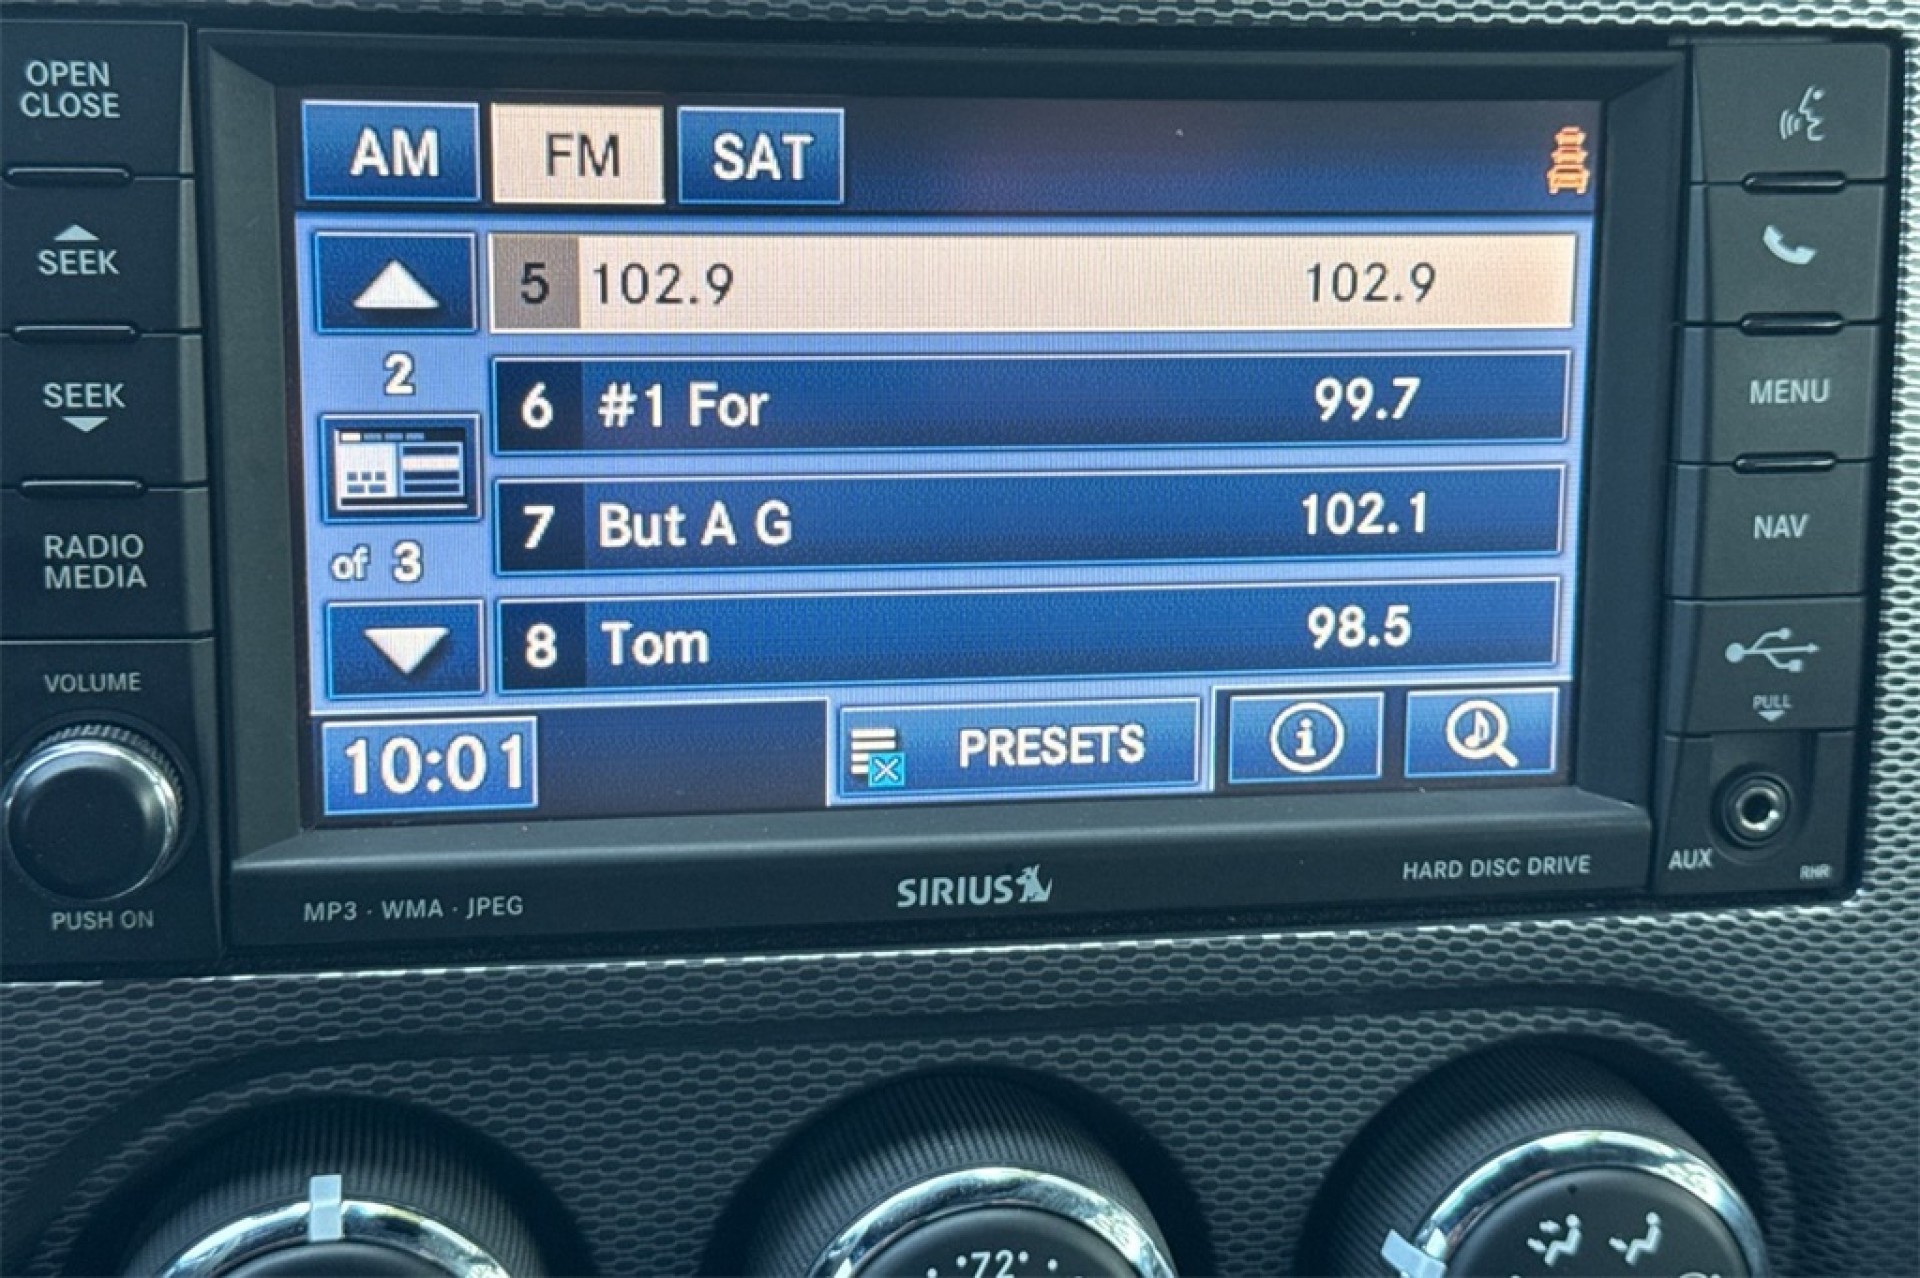 OPEN
CLOSE
SEEK
SEEK
RADIO
MEDIA
VOLUME
PUSH ON
AM FM SAT
5 102.9 102.9
2
6 #1 For 99.7
7 But A G 102.1
of 3
8 Tom 98.5
10:01 PRESETS i
MP3 · WMA · JPEG
SIRIUS
HARD DISC DRIVE
MENU
NAV
PULL
AUX
RHR
·72·